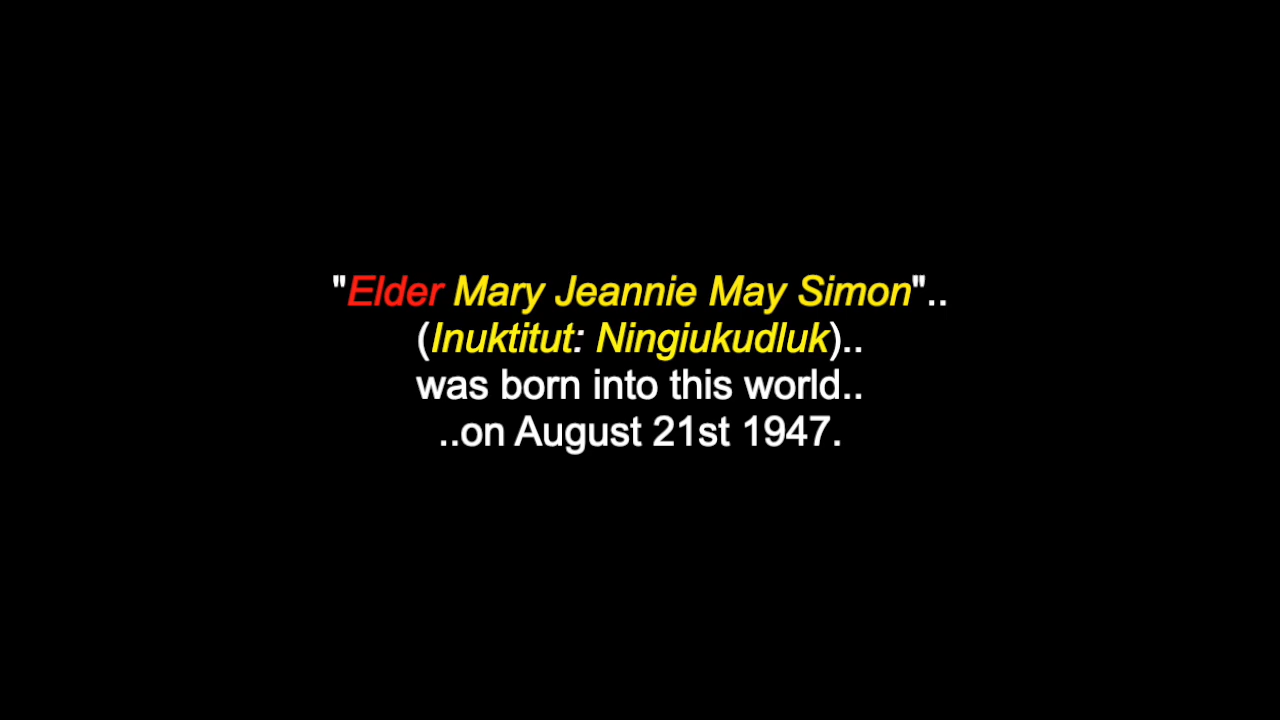 "Elder Mary Jeannie May Simon"..
(Inuktitut: Ningiukudluk)..
was born into this world..
..on August 21st 1947.